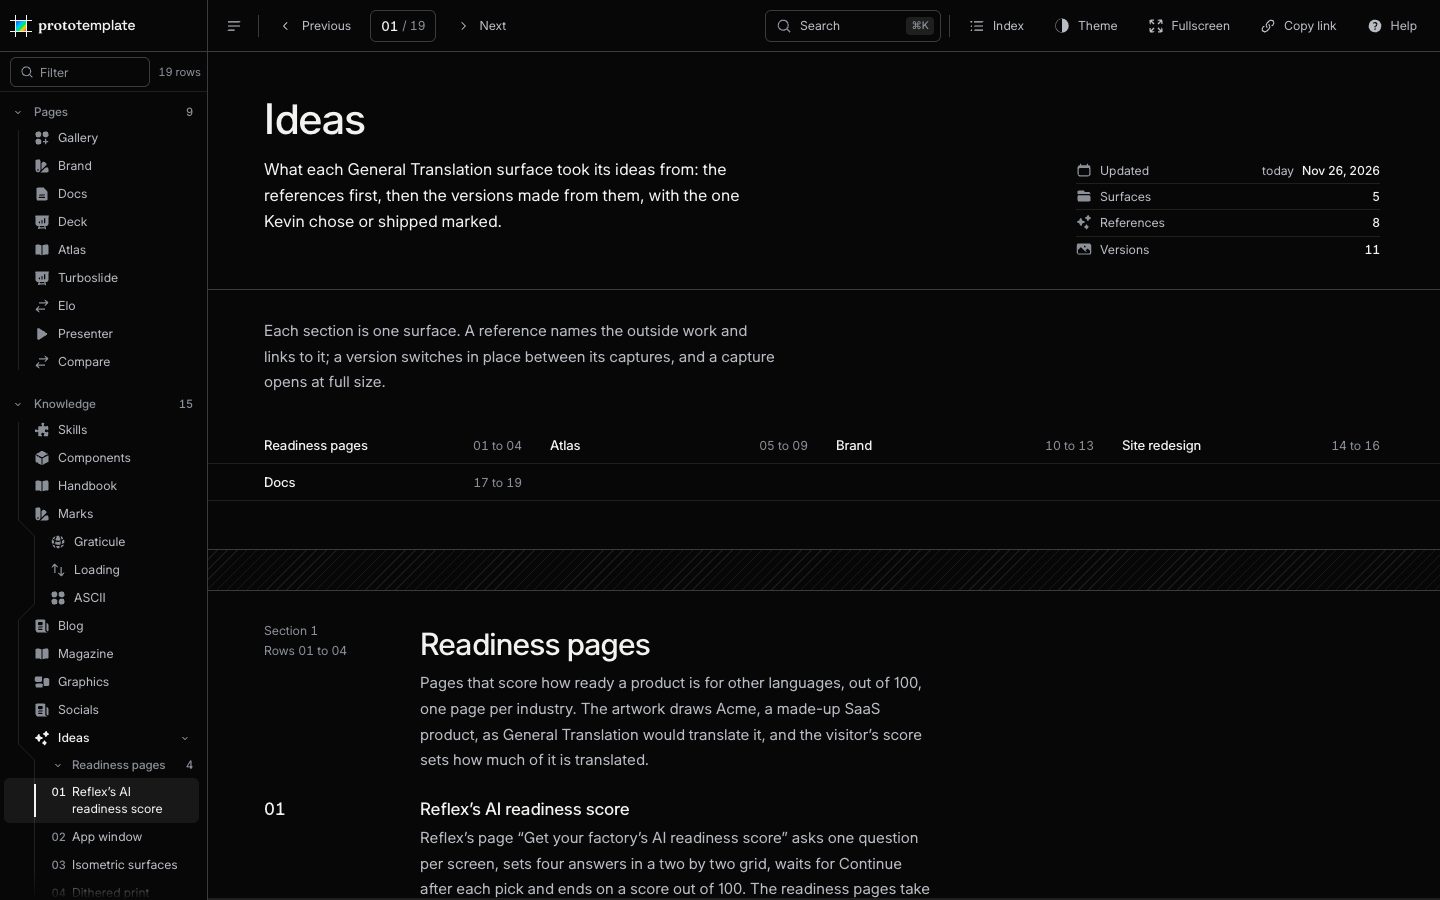 prototemplate
Previous
01 / 19
Next
Search
⌘K
Index
Theme
Fullscreen
Copy link
Help
Filter
19 rows
Pages 9
Gallery
Brand
Docs
Deck
Atlas
Turboslide
Elo
Presenter
Compare
Knowledge 15
Skills
Components
Handbook
Marks
Graticule
Loading
ASCII
Blog
Magazine
Graphics
Socials
Ideas
Readiness pages 4
01 Reflex’s AI
readiness score
02 App window
03 Isometric surfaces
04 Dithered print
Ideas
What each General Translation surface took its ideas from: the
references first, then the versions made from them, with the one
Kevin chose or shipped marked.
Updated today Nov 26, 2026
Surfaces 5
References 8
Versions 11
Each section is one surface. A reference names the outside work and
links to it; a version switches in place between its captures, and a capture
opens at full size.
Readiness pages 01 to 04 Atlas 05 to 09 Brand 10 to 13 Site redesign 14 to 16
Docs 17 to 19
Section 1
Rows 01 to 04
Readiness pages
Pages that score how ready a product is for other languages, out of 100,
one page per industry. The artwork draws Acme, a made-up SaaS
product, as General Translation would translate it, and the visitor’s score
sets how much of it is translated.
01
Reflex’s AI readiness score
Reflex’s page “Get your factory’s AI readiness score” asks one question
per screen, sets four answers in a two by two grid, waits for Continue
after each pick and ends on a score out of 100. The readiness pages take